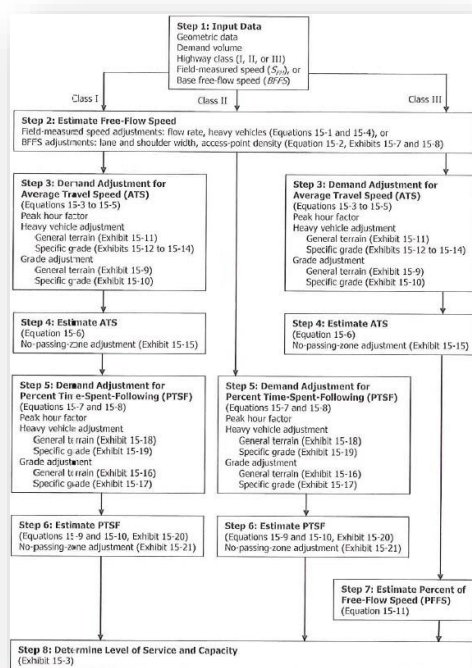 Step 1: Input Data
Geometric data
Demand volume
Highway class (I, II, or III)
Field-measured speed (SFM), or
Base free-flow speed (BFFS)
Class I
Class II
Class III
Step 2: Estimate Free-Flow Speed
Field-measured speed adjustments: flow rate, heavy vehicles (Equations 15-1 and 15-4), or
BFFS adjustments: lane and shoulder width, access-point density (Equation 15-2, Exhibits 15-7 and 15-8)
Step 3: Demand Adjustment for
Average Travel Speed (ATS)
(Equations 15-3 to 15-5)
Peak hour factor
Heavy vehicle adjustment
General terrain (Exhibit 15-11)
Specific grade (Exhibits 15-12 to 15-14)
Grade adjustment
General terrain (Exhibit 15-9)
Specific grade (Exhibit 15-10)
Step 3: Demand Adjustment for
Average Travel Speed (ATS)
(Equations 15-3 to 15-5)
Peak hour factor
Heavy vehicle adjustment
General terrain (Exhibit 15-11)
Specific grade (Exhibits 15-12 to 15-14)
Grade adjustment
General terrain (Exhibit 15-9)
Specific grade (Exhibit 15-10)
Step 4: Estimate ATS
(Equation 15-6)
No-passing-zone adjustment (Exhibit 15-15)
Step 4: Estimate ATS
(Equation 15-6)
No-passing-zone adjustment (Exhibit 15-15)
Step 5: Demand Adjustment for
Percent Time-Spent-Following (PTSF)
(Equations 15-7 and 15-8)
Peak hour factor
Heavy vehicle adjustment
General terrain (Exhibit 15-18)
Specific grade (Exhibit 15-19)
Grade adjustment
General terrain (Exhibit 15-16)
Specific grade (Exhibit 15-17)
Step 5: Demand Adjustment for
Percent Time-Spent-Following (PTSF)
(Equations 15-7 and 15-8)
Peak hour factor
Heavy vehicle adjustment
General terrain (Exhibit 15-18)
Specific grade (Exhibit 15-19)
Grade adjustment
General terrain (Exhibit 15-16)
Specific grade (Exhibit 15-17)
Step 6: Estimate PTSF
(Equations 15-9 and 15-10, Exhibit 15-20)
No-passing-zone adjustment (Exhibit 15-21)
Step 6: Estimate PTSF
(Equations 15-9 and 15-10, Exhibit 15-20)
No-passing-zone adjustment (Exhibit 15-21)
Step 7: Estimate Percent of
Free-Flow Speed (PFFS)
(Equation 15-11)
Step 8: Determine Level of Service and Capacity
(Exhibit 15-3)